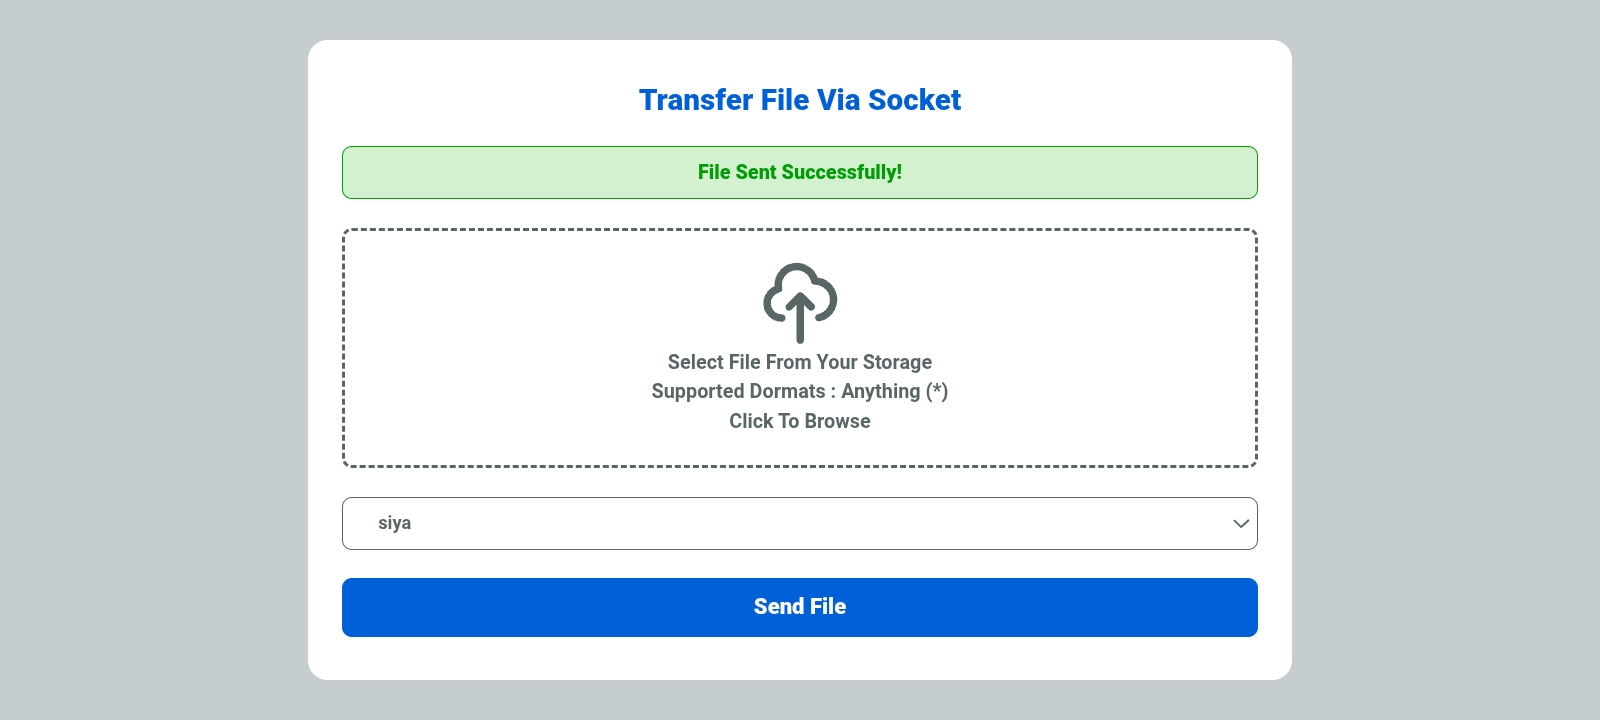 Transfer File Via Socket
File Sent Successfully!
Select File From Your Storage
Supported Dormats : Anything (*)
Click To Browse
siya
Send File